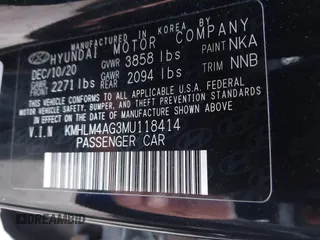 MANUFACTURED IN KOREA BY
HYUNDAI MOTOR COMPANY
DEC/10/20 GVWR 3858 lbs PAINT NKA
GAWR FRONT 2271 lbs GAWR REAR 2094 lbs TRIM NNB
THIS VEHICLE CONFORMS TO ALL APPLICABLE U.S.A. FEDERAL
MOTOR VEHICLE SAFETY, BUMPER, AND THEFT PREVENTION STANDARDS
IN EFFECT ON THE DATE OF MANUFACTURE SHOWN ABOVE.
V.I.N KMHLM4AG3MU118414
PASSENGER CAR